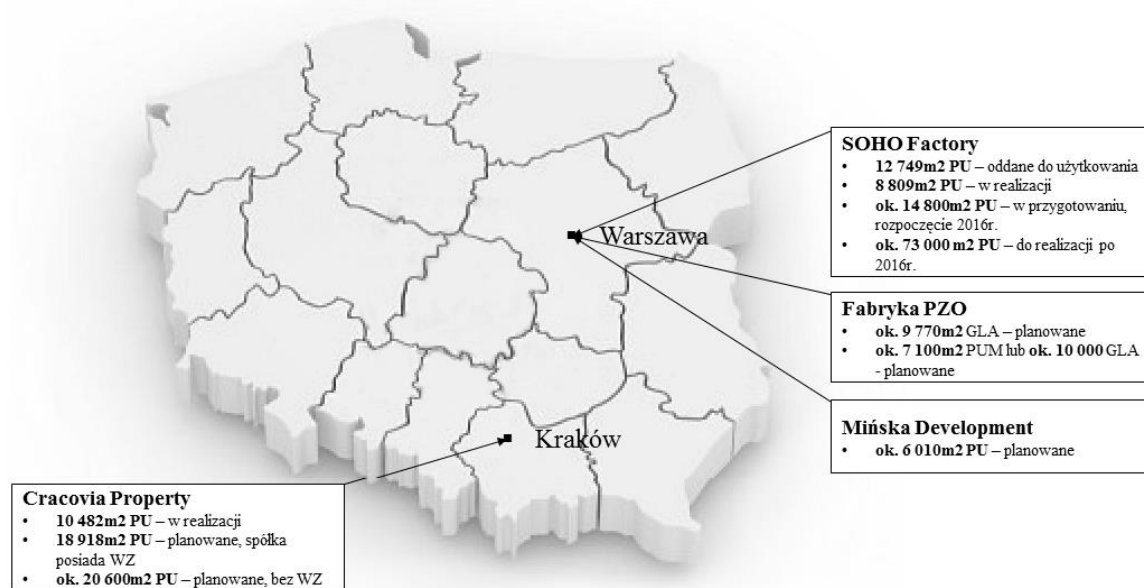 SOHO Factory
• 12 749m2 PU – oddane do użytkowania
• 8 809m2 PU – w realizacji
• ok. 14 800m2 PU – w przygotowaniu,
rozpoczęcie 2016r.
• ok. 73 000 m2 PU – do realizacji po
2016r.
Warszawa
Fabryka PZO
• ok. 9 770m2 GLA – planowane
• ok. 7 100m2 PUM lub ok. 10 000 GLA
- planowane
Mińska Development
• ok. 6 010m2 PU – planowane
Kraków
Cracovia Property
• 10 482m2 PU – w realizacji
• 18 918m2 PU – planowane, spółka
posiada WZ
• ok. 20 600m2 PU – planowane, bez WZ